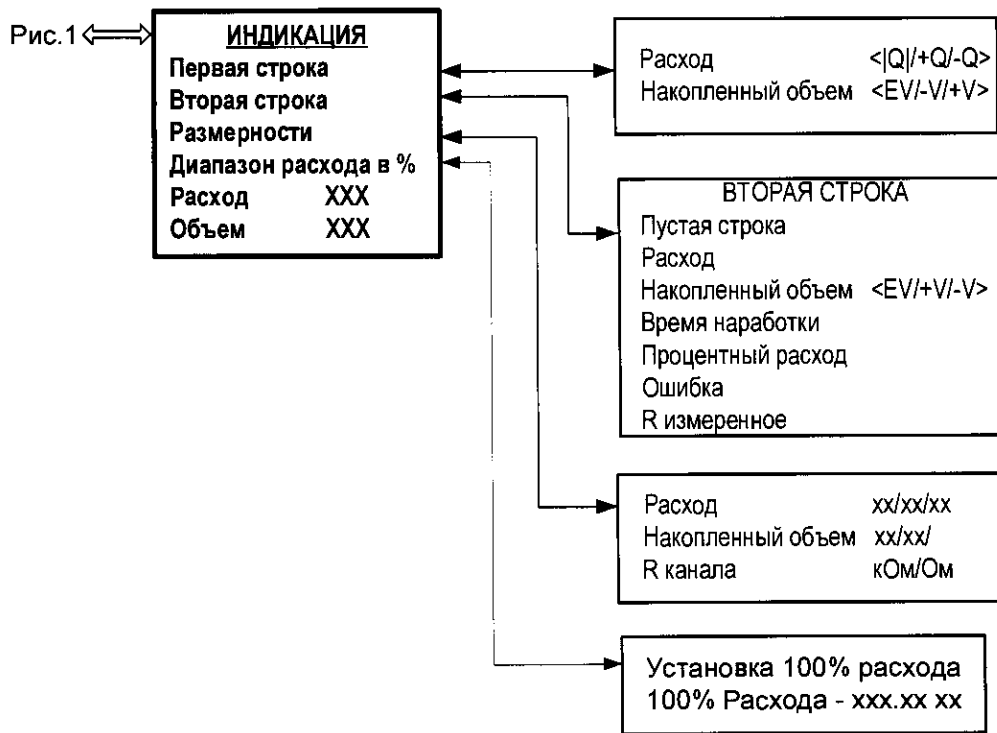 Рис.1
ИНДИКАЦИЯ
Первая строка
Вторая строка
Размерности
Диапазон расхода в %
Расход XXX
Объем XXX
Расход <|Q|/+Q/-Q>
Накопленный объем <EV/-V/+V>
ВТОРАЯ СТРОКА
Пустая строка
Расход
Накопленный объем <EV/+V/-V>
Время наработки
Процентный расход
Ошибка
R измеренное
Расход xx/xx/xx
Накопленный объем xx/xx/
R канала кОм/Ом
Установка 100% расхода
100% Расхода - xxx.xx xx